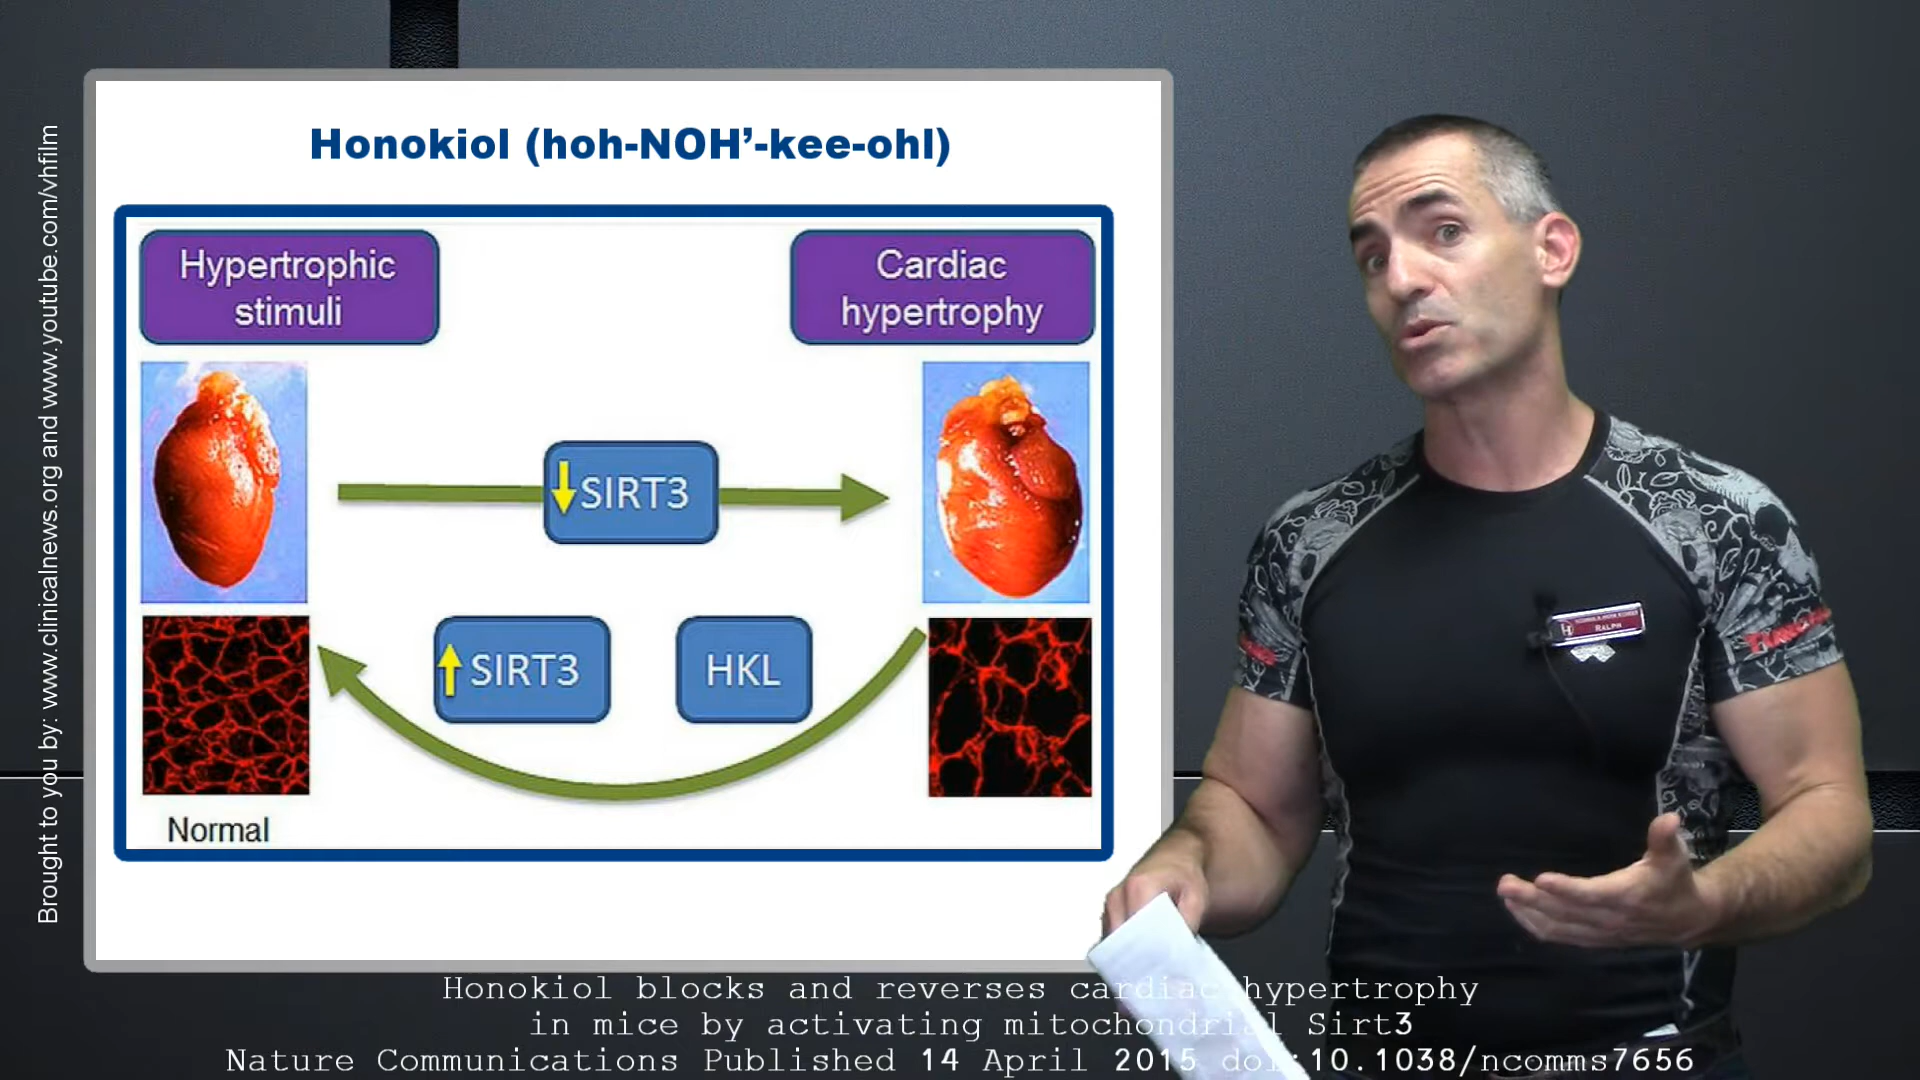 Brought to you by: www.clinicalnews.org and www.youtube.com/vhfilm
Honokiol (hoh-NOH’-kee-ohl)
Hypertrophic
stimuli
Cardiac
hypertrophy
SIRT3
SIRT3
HKL
Normal
RALPH
Honokiol blocks and reverses cardiac hypertrophy
in mice by activating mitochondrial Sirt3
Nature Communications Published 14 April 2015 doi:10.1038/ncomms7656